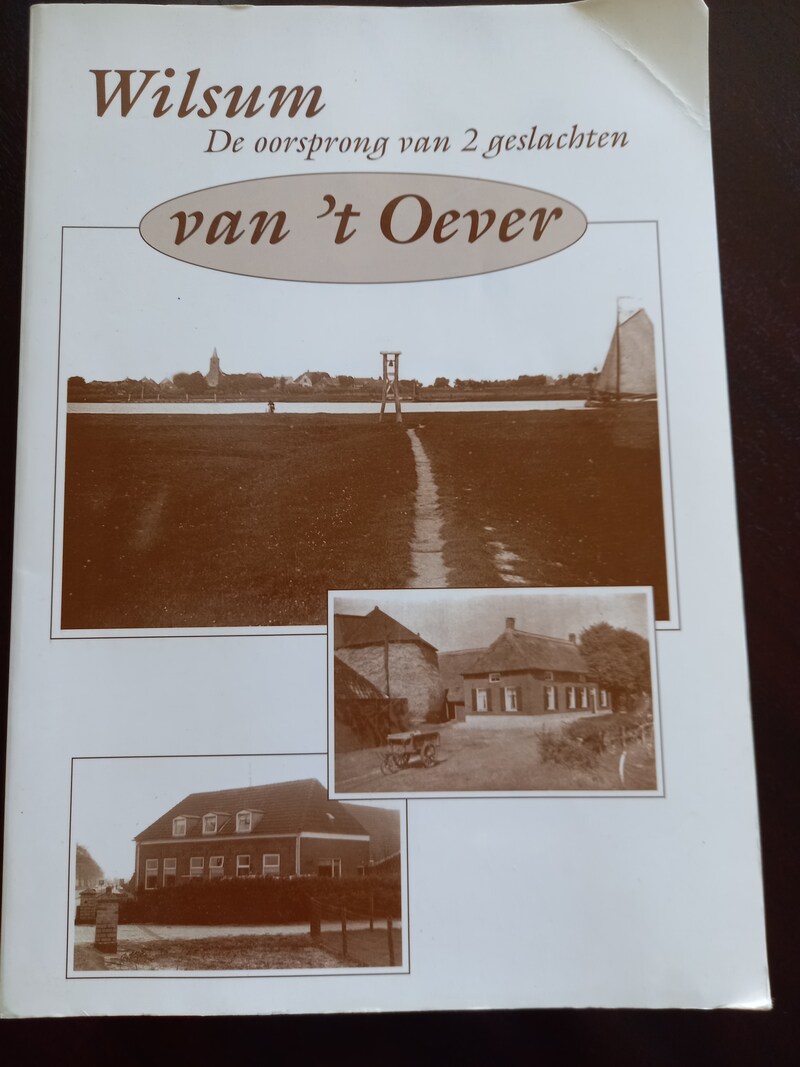 Wilsum
De oorsprong van 2 geslachten
van 't Oever